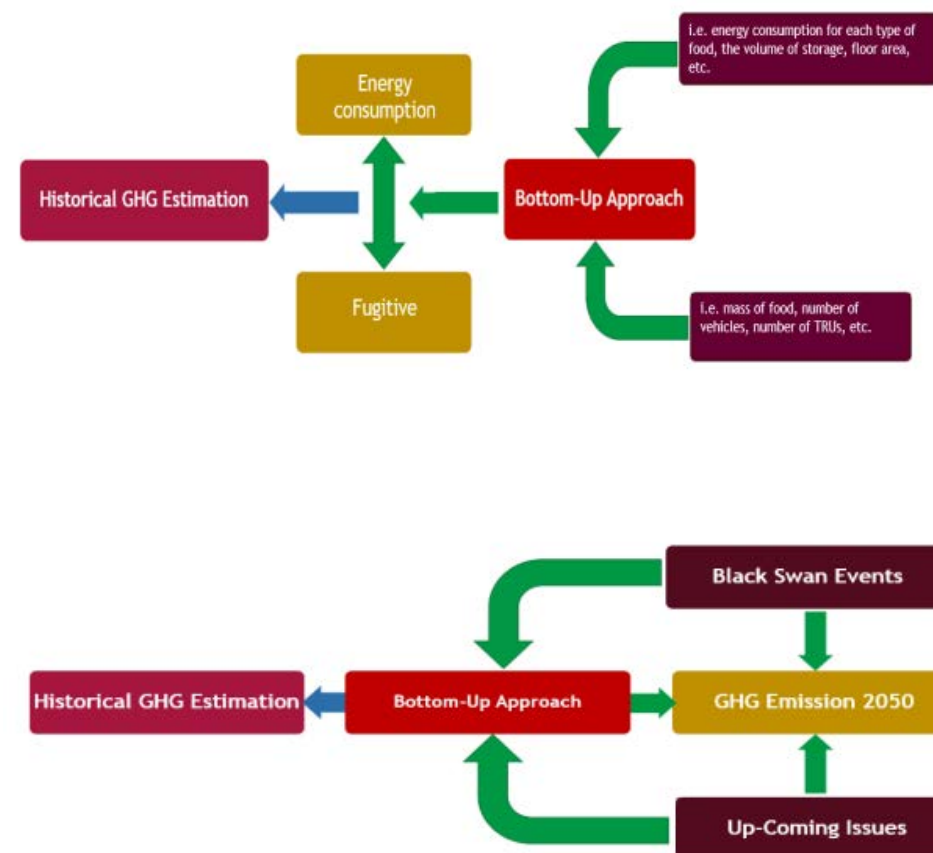 i.e. energy consumption for each type of
food, the volume of storage, floor area,
etc.
Energy
consumption
Historical GHG Estimation
Bottom-Up Approach
Fugitive
i.e. mass of food, number of
vehicles, number of TRUs, etc.
Black Swan Events
Historical GHG Estimation
Bottom-Up Approach
GHG Emission 2050
Up-Coming Issues